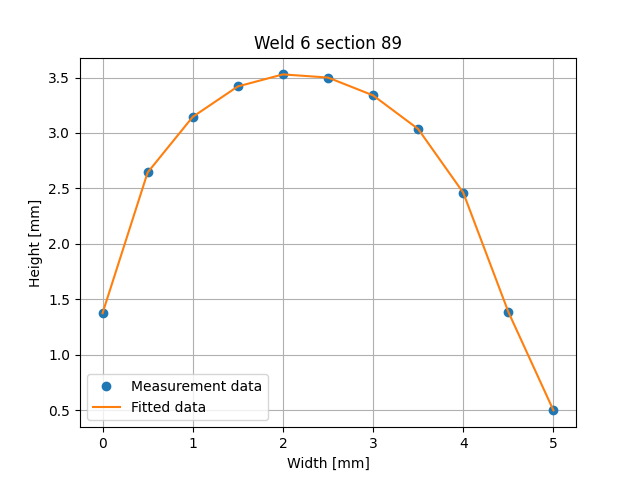 Weld 6 section 89
Height [mm]
3.5
3.0
2.5
2.0
1.5
1.0
0.5
Measurement data
Fitted data
0 1 2 3 4 5
Width [mm]